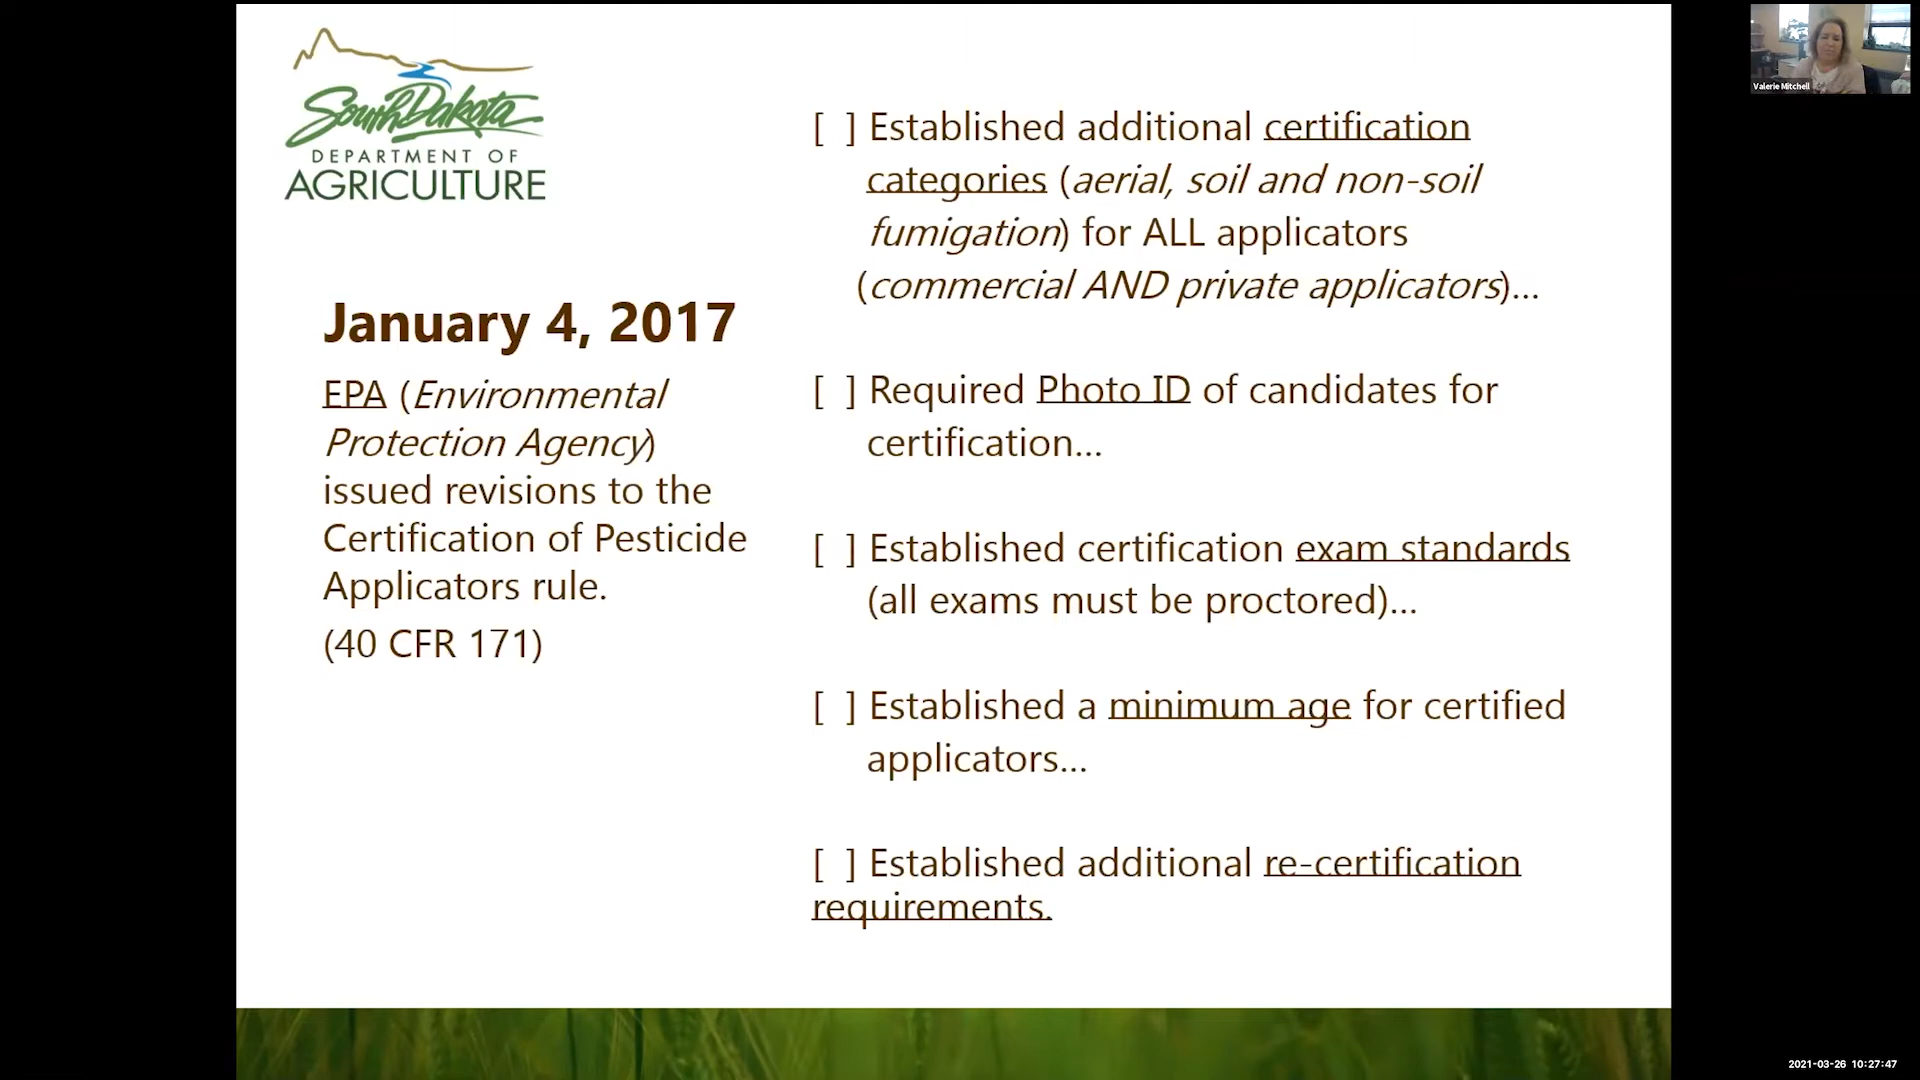 South Dakota
DEPARTMENT OF
AGRICULTURE
January 4, 2017
EPA (Environmental
Protection Agency)
issued revisions to the
Certification of Pesticide
Applicators rule.
(40 CFR 171)
[ ] Established additional certification
categories (aerial, soil and non-soil
fumigation) for ALL applicators
(commercial AND private applicators)...
[ ] Required Photo ID of candidates for
certification...
[ ] Established certification exam standards
(all exams must be proctored)...
[ ] Established a minimum age for certified
applicators...
[ ] Established additional re-certification
requirements.
Valerie Mitchell
2021-03-26 10:27:47